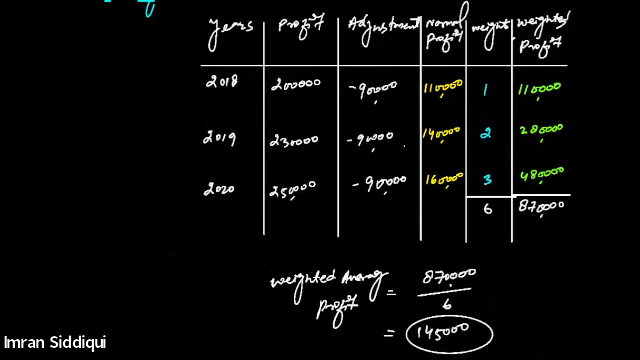 years Profit Adjustment Normal Profit weight weighted Profit
2018 200000 -90000 110000 1 110000
2019 230000 -90000 140000 2 280000
2020 250000 -90000 160000 3 480000
6 870000
weighted Average Profit = 870000
6
= 145000
Imran Siddiqui